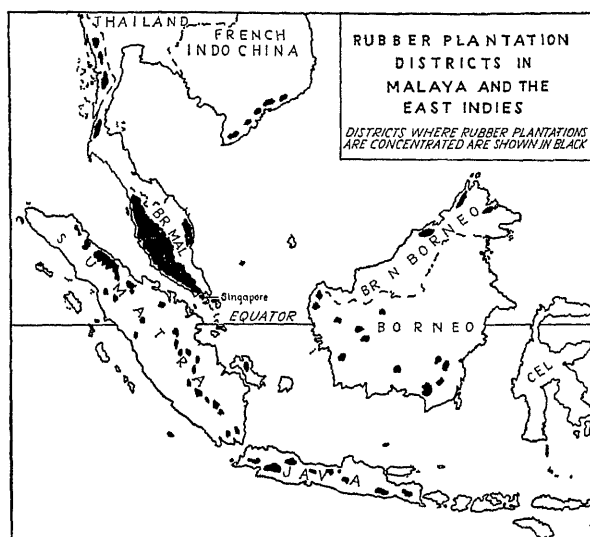 THAILAND
FRENCH
INDO CHINA
RUBBER PLANTATION
DISTRICTS IN
MALAYA AND THE
EAST INDIES
DISTRICTS WHERE RUBBER PLANTATIONS
ARE CONCENTRATED ARE SHOWN IN BLACK
BR MAL
SUMATRA
Singapore
EQUATOR
BR N BORNEO
BORNEO
CEL
JAVA